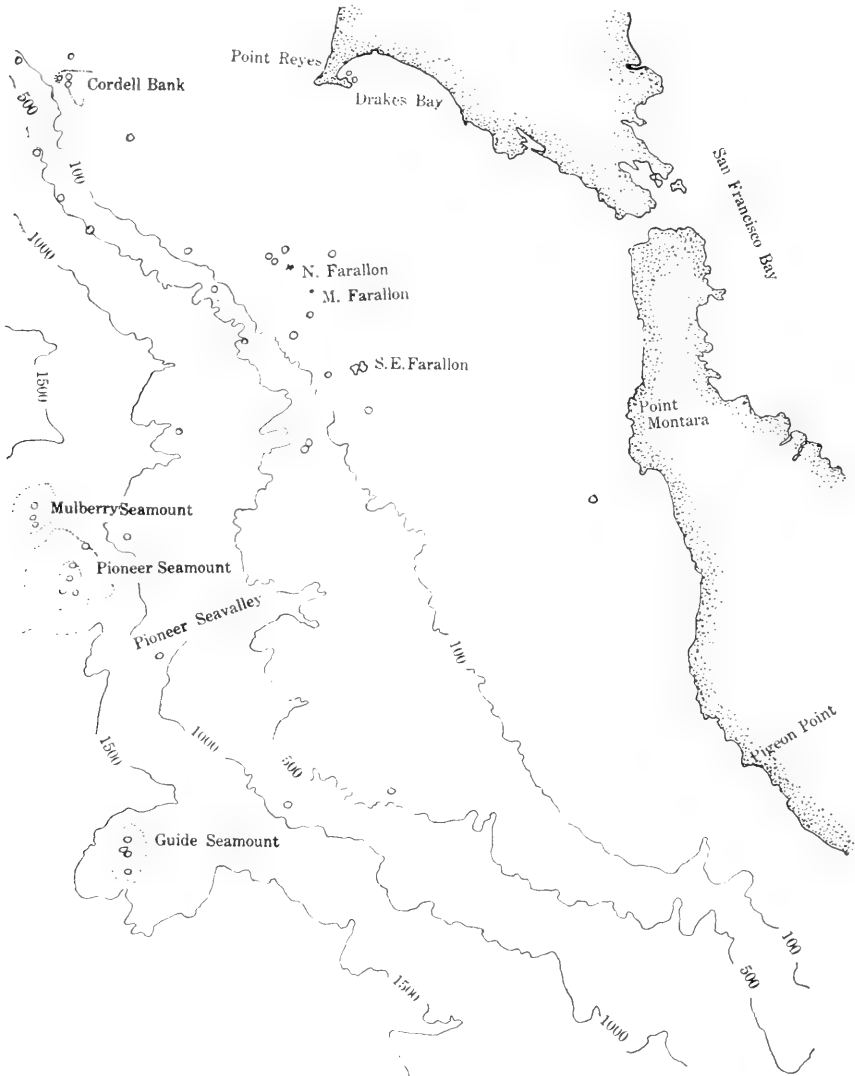 Point Reyes
Cordell Bank
Drakes Bay
500
100
San Francisco Bay
1000
N. Farallon
M. Farallon
S.E.Farallon
1500
Point
Montara
Mulberry Seamount
Pioneer Seamount
Pioneer Seavalley
100
Pigeon Point
1500
1000
500
Guide Seamount
100
500
1500
1000